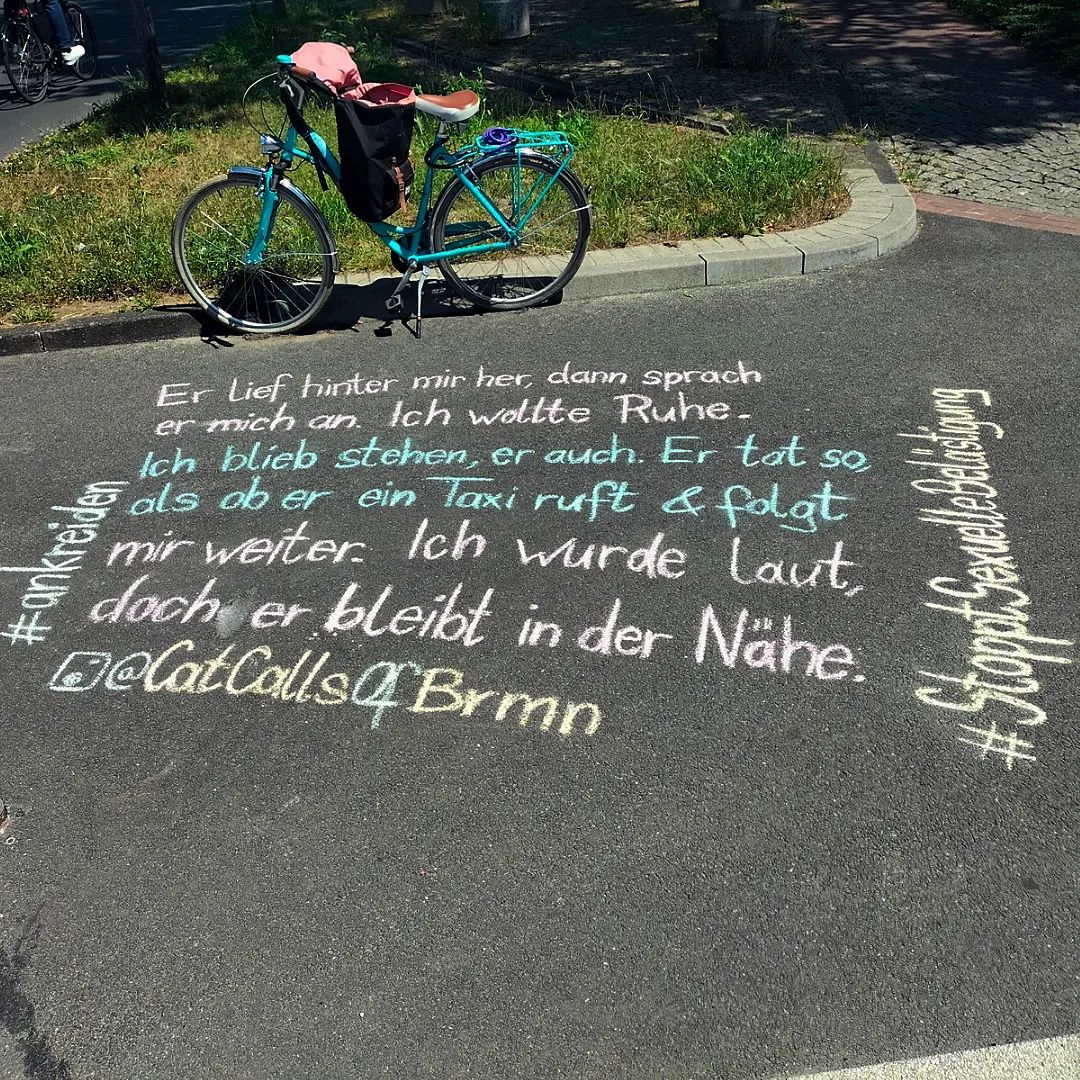 Er lief hinter mir her, dann sprach
er mich an. Ich wollte Ruhe.
Ich blieb stehen, er auch. Er tat so,
als ob er ein Taxi ruft & folgt
mir weiter. Ich wurde laut,
doch er bleibt in der Nähe.
@CatCallsOfBrmn
#ankreiden
#StopptSexuelleBelästigung